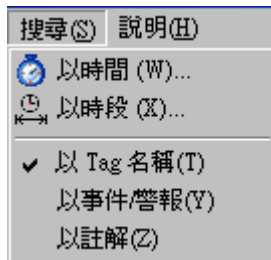 搜尋(S) 說明(H)
以時間 (W)...
以時段 (X)...
以 Tag 名稱(T)
以事件/警報(Y)
以註解(Z)